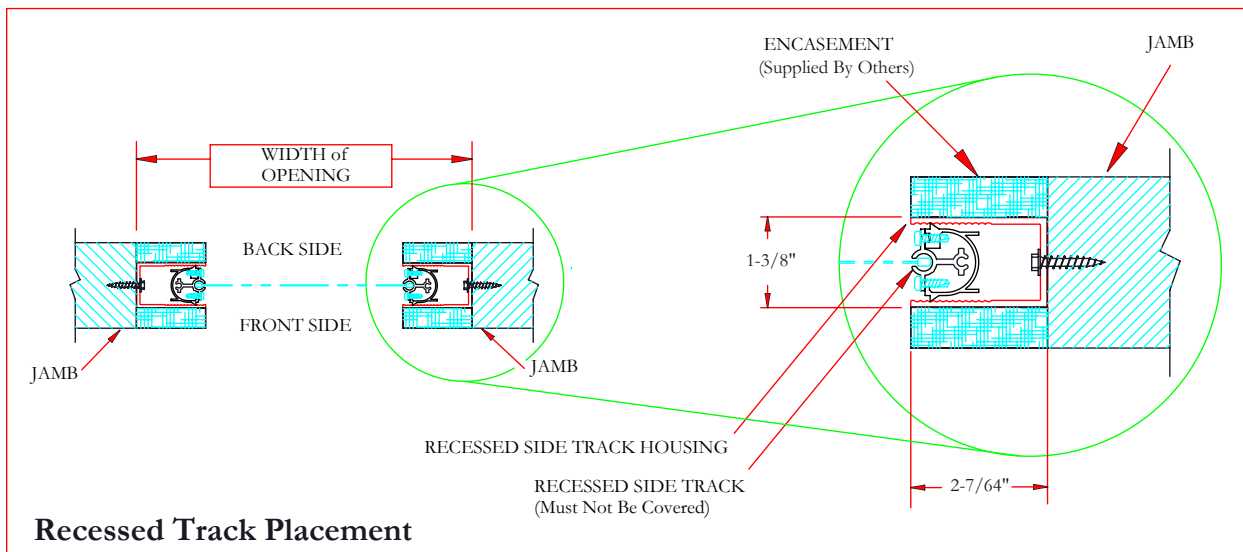 ENCASEMENT
(Supplied By Others)
JAMB
WIDTH of
OPENING
BACK SIDE
1-3/8"
FRONT SIDE
JAMB
JAMB
RECESSED SIDE TRACK HOUSING
RECESSED SIDE TRACK
(Must Not Be Covered)
2-7/64"
Recessed Track Placement